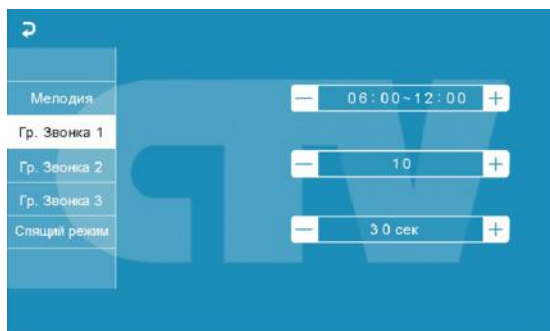 Мелодия
06:00~12:00
Гр. Звонка 1
Гр. Звонка 2
10
Гр. Звонка 3
Спящий режим
30 сек